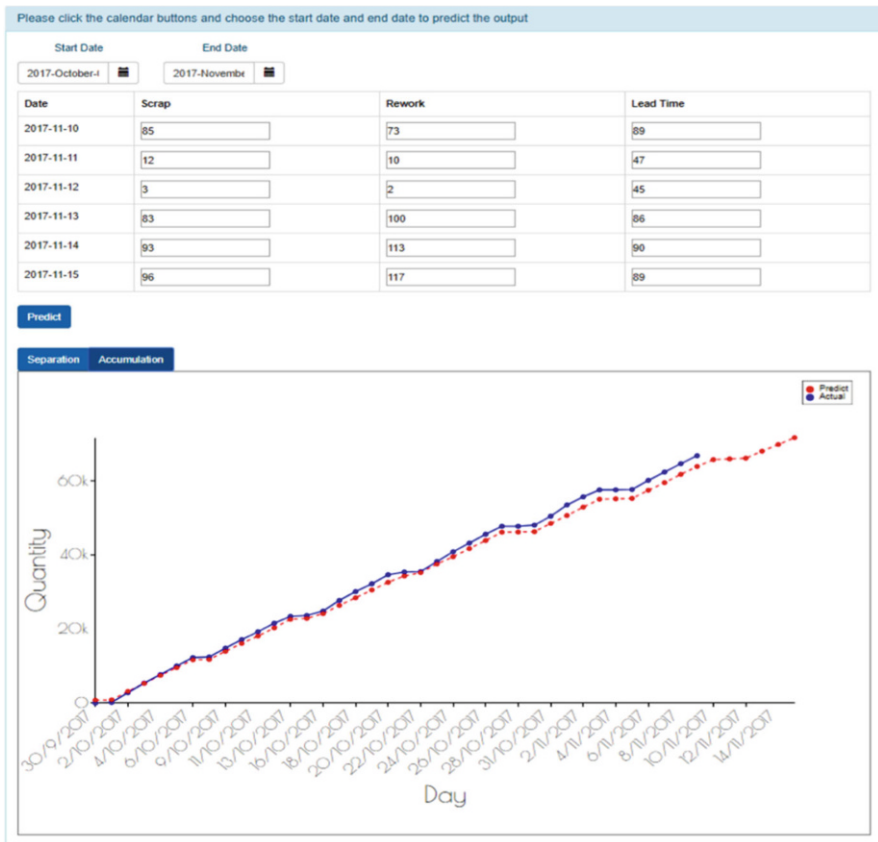 Please click the calendar buttons and choose the start date and end date to predict the output
Start Date End Date
2017-October-( 2017-Novembe
Date Scrap Rework Lead Time
2017-11-10 85 73 89
2017-11-11 12 10 47
2017-11-12 3 2 45
2017-11-13 83 100 86
2017-11-14 93 113 90
2017-11-15 96 117 89
Predict
Separation Accumulation
Predict
Actual
60k
40k
20k
0
Quantity
30/9/2017 2/10/2017 4/10/2017 6/10/2017 9/10/2017 11/10/2017 13/10/2017 16/10/2017 18/10/2017 20/10/2017 22/10/2017 24/10/2017 26/10/2017 28/10/2017 31/10/2017 2/11/2017 4/11/2017 6/11/2017 8/11/2017 10/11/2017 12/11/2017 14/11/2017
Day